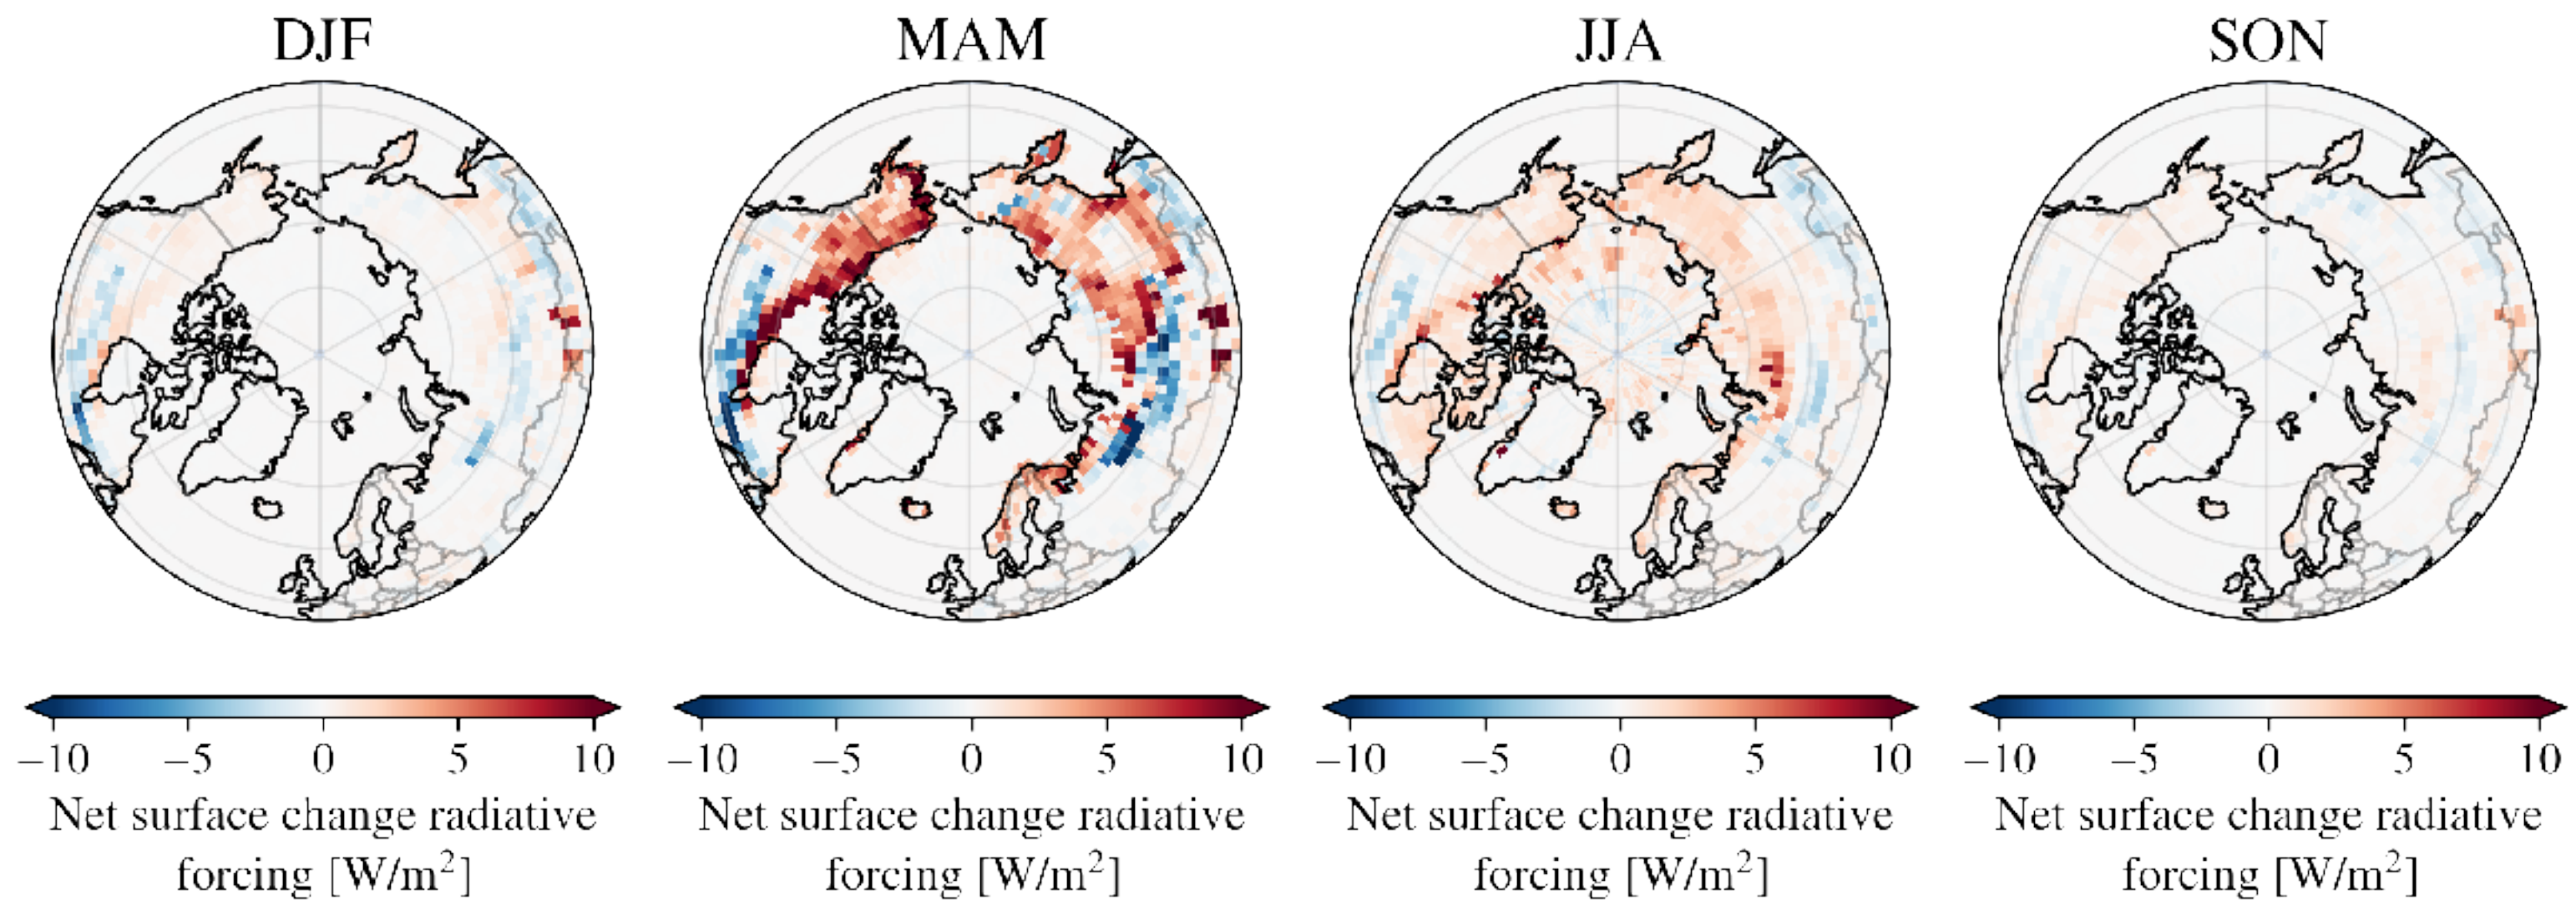 DJF MAM JJA SON
−10 −5 0 5 10 −10 −5 0 5 10 −10 −5 0 5 10 −10 −5 0 5 10
Net surface change radiative Net surface change radiative Net surface change radiative Net surface change radiative
forcing [W/m²] forcing [W/m²] forcing [W/m²] forcing [W/m²]